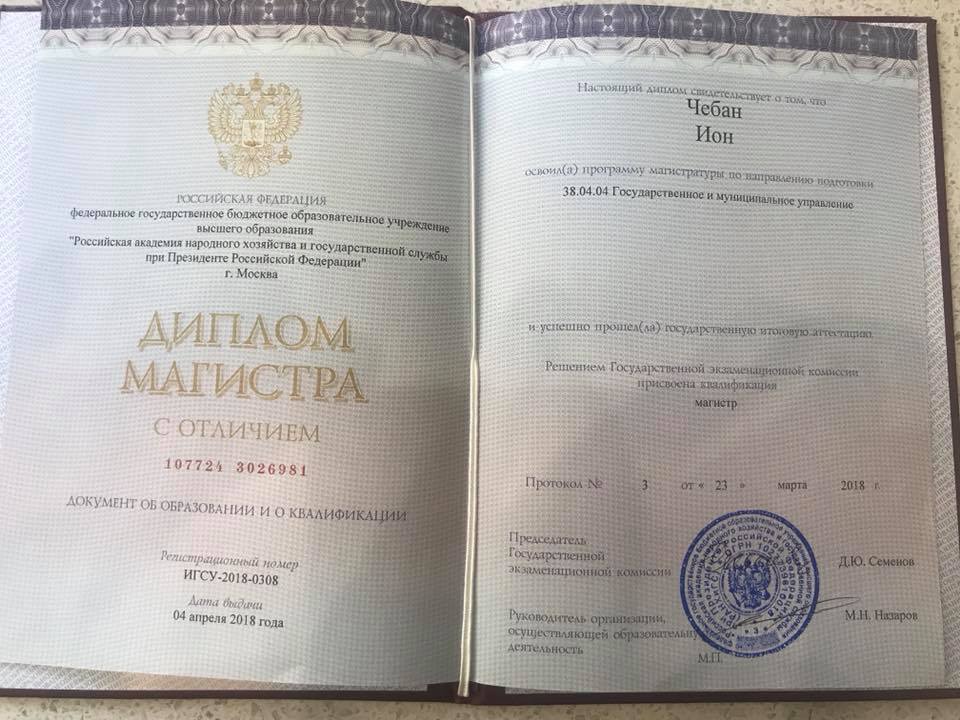 РОССИЙСКАЯ ФЕДЕРАЦИЯ
федеральное государственное бюджетное образовательное учреждение
высшего образования
"Российская академия народного хозяйства и государственной службы
при Президенте Российской Федерации"
г. Москва
ДИПЛОМ
МАГИСТРА
С ОТЛИЧИЕМ
107724 3026981
ДОКУМЕНТ ОБ ОБРАЗОВАНИИ И О КВАЛИФИКАЦИИ
Регистрационный номер
ИГСУ-2018-0308
Дата выдачи
04 апреля 2018 года
Настоящий диплом свидетельствует о том, что
Чебан
Ион
освоил(а) программу магистратуры по направлению подготовки
38.04.04 Государственное и муниципальное управление
и успешно прошел(ла) государственную итоговую аттестацию
Решением Государственной экзаменационной комиссии
присвоена квалификация
магистр
Протокол № 3 от « 23 » марта 2018 г.
Председатель
Государственной
экзаменационной комиссии
Д.Ю. Семенов
Руководитель организации,
осуществляющей образовательную
деятельность
М.Н. Назаров
М.П.